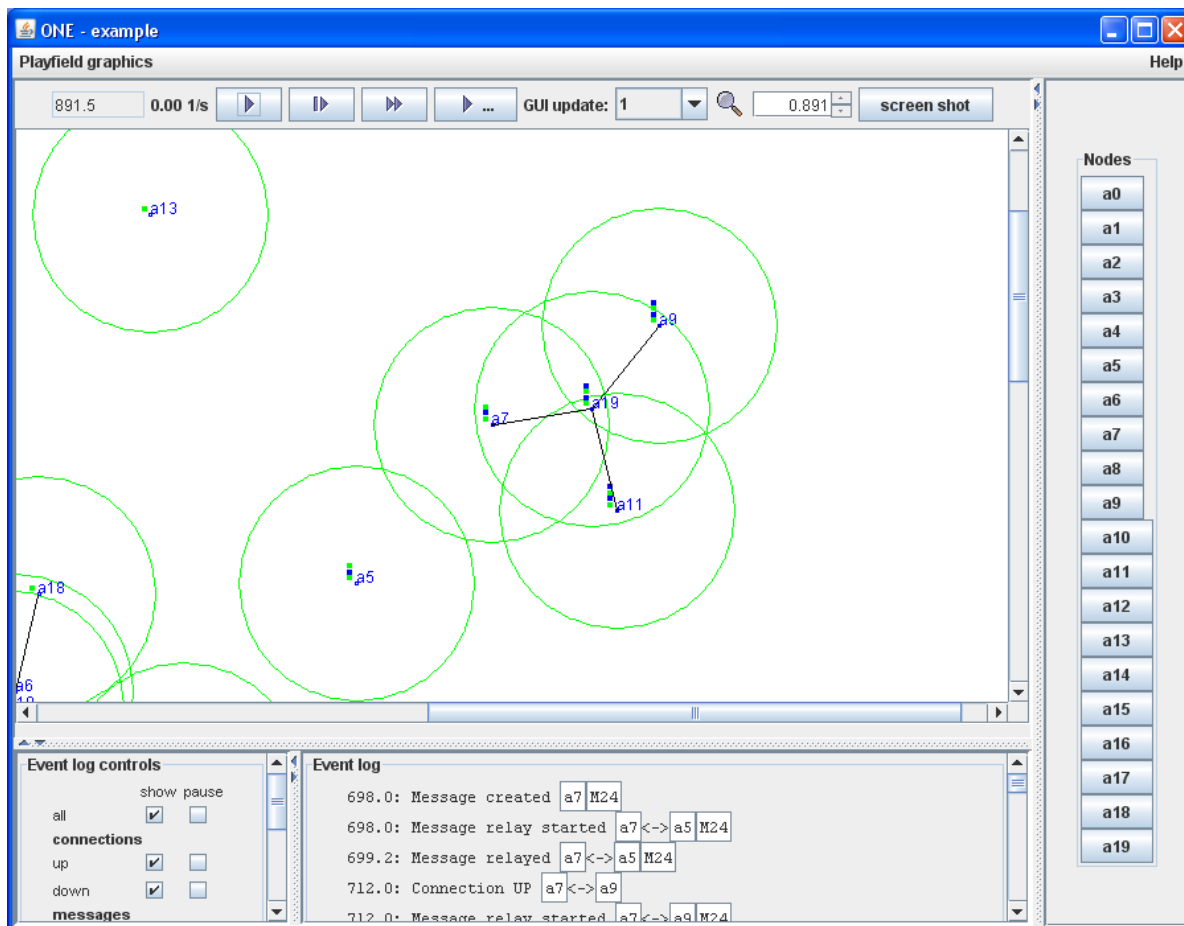 ONE - example
Playfield graphics Help
891.5 0.00 1/s ... GUI update: 1 0.891 screen shot
a13
a9
a19
a7
a11
a5
a18
a6
Nodes
a0
a1
a2
a3
a4
a5
a6
a7
a8
a9
a10
a11
a12
a13
a14
a15
a16
a17
a18
a19
Event log controls
show pause
all
connections
up
down
messages
Event log
698.0: Message created a7 M24
698.0: Message relay started a7<->a5 M24
699.2: Message relayed a7<->a5 M24
712.0: Connection UP a7<->a9
712.0: Message relay started a7<->a9 M24